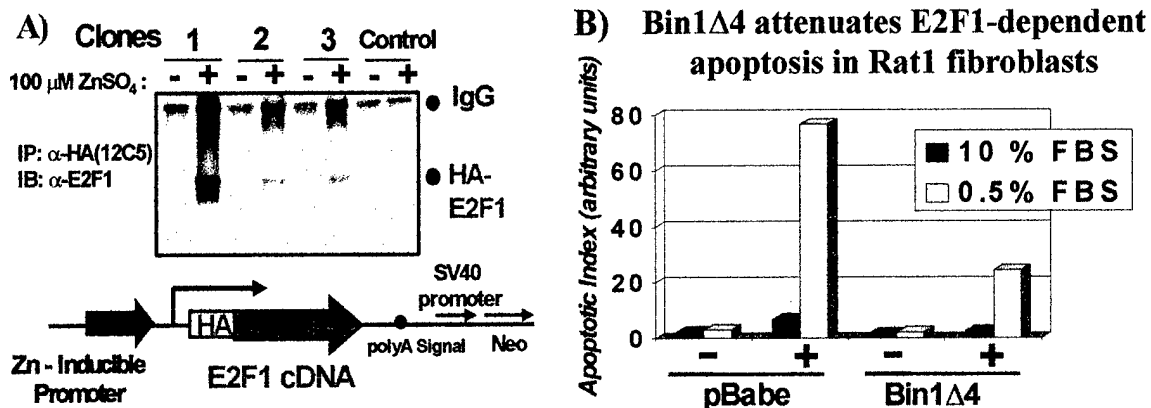 A)
Clones 1 2 3 Control
100 μM ZnSO4 : - + - + - + - +
IgG
IP: α-HA(12C5)
IB: α-E2F1
HA-
E2F1
SV40
promoter
HA
polyA Signal
Neo
Zn - Inducible
Promoter
E2F1 cDNA
B) Bin1Δ4 attenuates E2F1-dependent
apoptosis in Rat1 fibroblasts
Apoptotic Index (arbitrary units)
80
60
40
20
0
10 % FBS
0.5% FBS
- + - +
pBabe Bin1Δ4